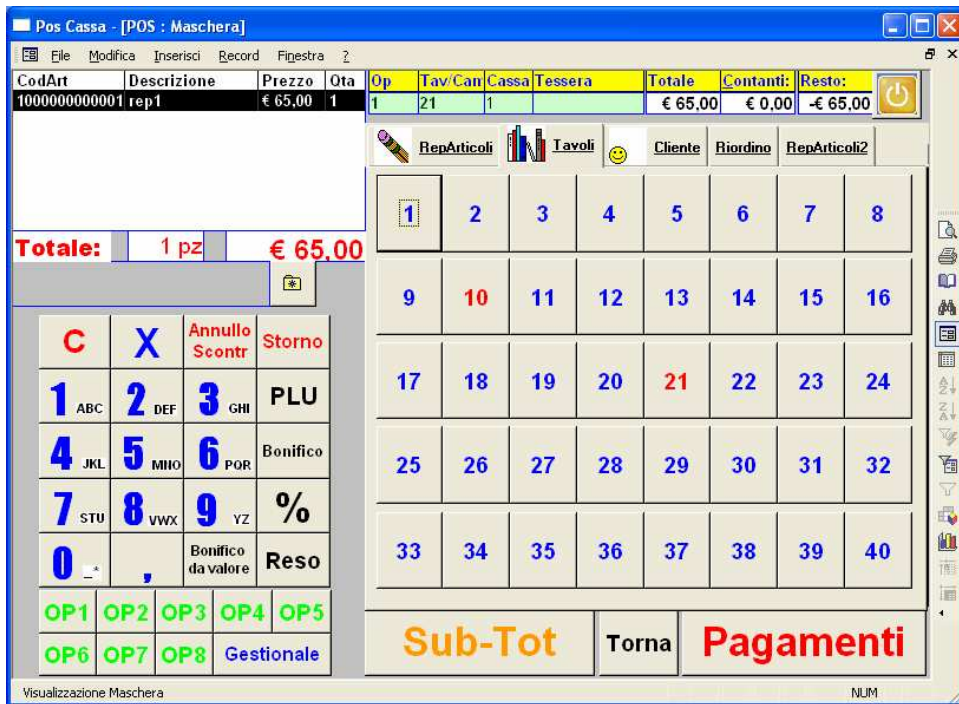 Pos Cassa - [POS : Maschera]
File Modifica Inserisci Record Finestra ?
CodArt Descrizione Prezzo Qta Op Tav/Cam Cassa Tessera Totale Contanti: Resto:
1000000000001 rep1 € 65,00 1 1 21 1 € 65,00 € 0,00 -€ 65,00
RepArticoli Tavoli Cliente Riordino RepArticoli2
1 2 3 4 5 6 7 8
Totale: 1 pz € 65,00
9 10 11 12 13 14 15 16
17 18 19 20 21 22 23 24
25 26 27 28 29 30 31 32
33 34 35 36 37 38 39 40
C X Annullo Scontr Storno
1 ABC 2 DEF 3 GHI PLU
4 JKL 5 MNO 6 PQR Bonifico
7 STU 8 VWX 9 YZ %
0 _* , Bonifico da valore Reso
OP1 OP2 OP3 OP4 OP5
OP6 OP7 OP8 Gestionale
Sub-Tot Torna Pagamenti
Visualizzazione Maschera NUM